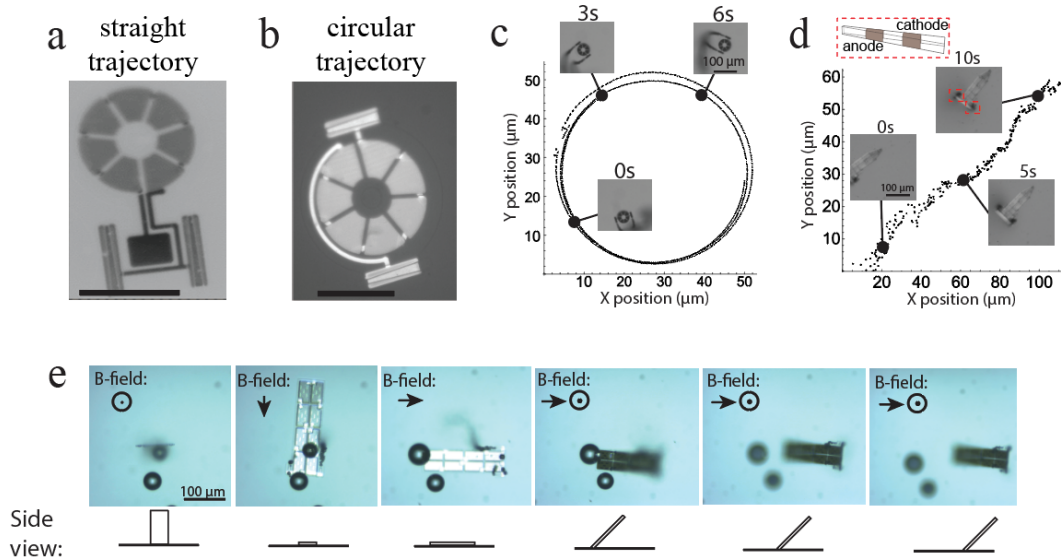 a
straight
trajectory
b
circular
trajectory
c
3s
6s
100 µm
0s
50
40
30
20
10
Y position (µm)
10 20 30 40 50
X position (µm)
d
cathode
anode
10s
0s
100 µm
5s
60
50
40
30
20
10
Y position (µm)
20 40 60 80 100
X position (µm)
e
B-field:
100 µm
B-field:
B-field:
B-field:
B-field:
B-field:
Side
view: